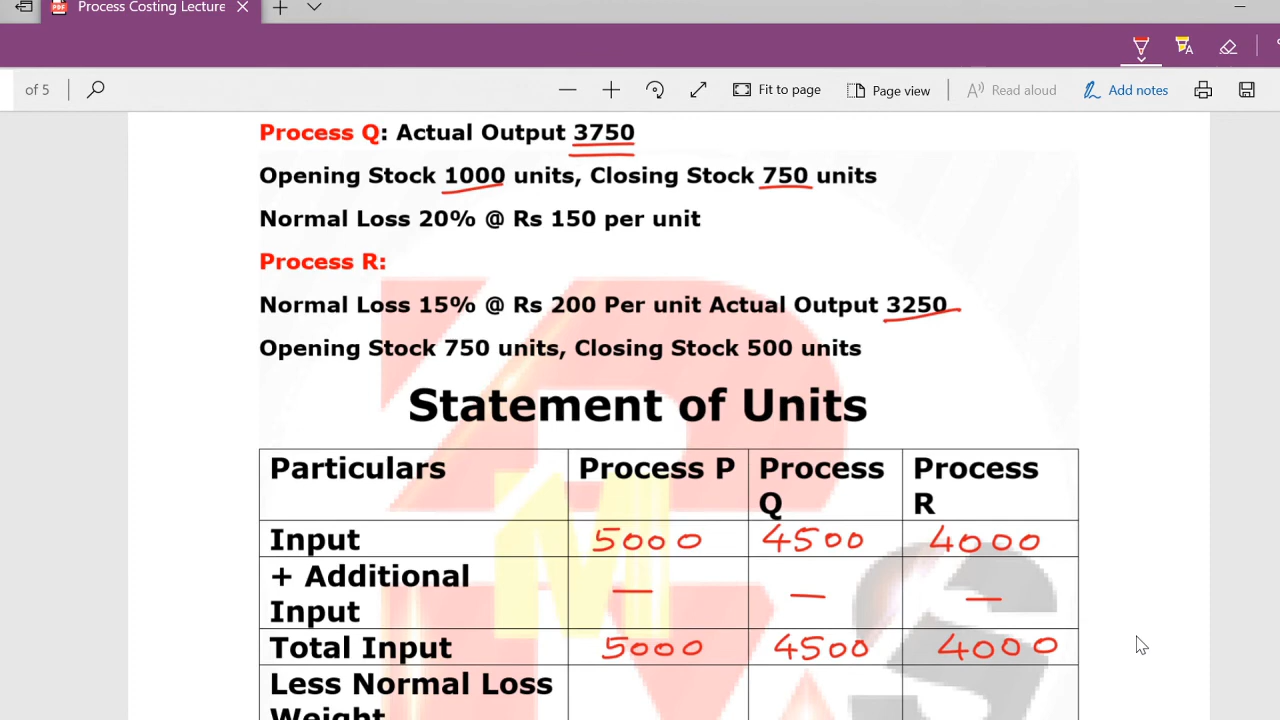 Process Costing Lecture
of 5
Fit to page
Page view
Read aloud
Add notes
Process Q: Actual Output 3750
Opening Stock 1000 units, Closing Stock 750 units
Normal Loss 20% @ Rs 150 per unit
Process R:
Normal Loss 15% @ Rs 200 Per unit Actual Output 3250
Opening Stock 750 units, Closing Stock 500 units
Statement of Units
Particulars Process P Process Q Process R
Input 5000 4500 4000
+ Additional Input — — —
Total Input 5000 4500 4000
Less Normal Loss
Weight